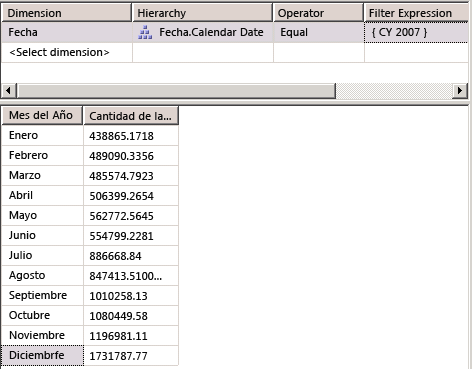 Dimension Hierarchy Operator Filter Expression
Fecha Fecha.Calendar Date Equal { CY 2007 }
<Select dimension>
Mes del Año Cantidad de la...
Enero 438865.1718
Febrero 489090.3356
Marzo 485574.7923
Abril 506399.2654
Mayo 562772.5645
Junio 554799.2281
Julio 886668.84
Agosto 847413.5100...
Septiembre 1010258.13
Octubre 1080449.58
Noviembre 1196981.11
Diciembrfe 1731787.77